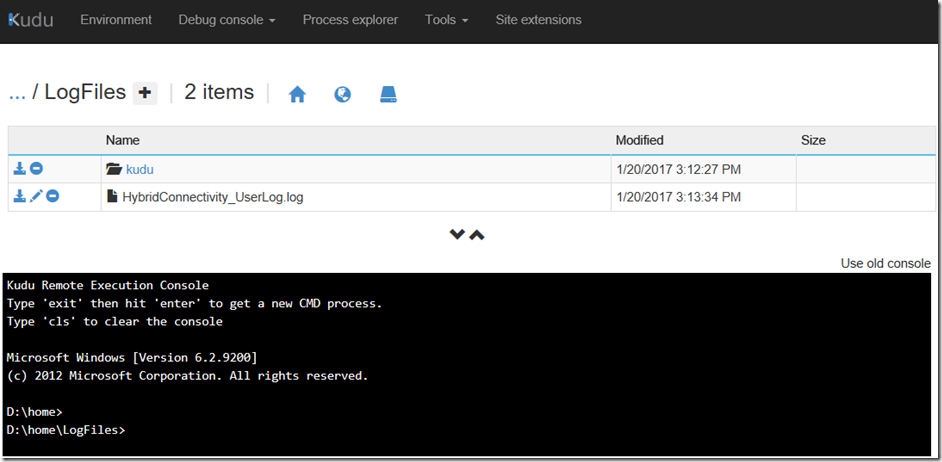 Kudu Environment Debug console Process explorer Tools Site extensions
... / LogFiles + | 2 items |
Name Modified Size
kudu 1/20/2017 3:12:27 PM
HybridConnectivity_UserLog.log 1/20/2017 3:13:34 PM
Use old console
Kudu Remote Execution Console
Type 'exit' then hit 'enter' to get a new CMD process.
Type 'cls' to clear the console
Microsoft Windows [Version 6.2.9200]
(c) 2012 Microsoft Corporation. All rights reserved.
D:\home>
D:\home\LogFiles>